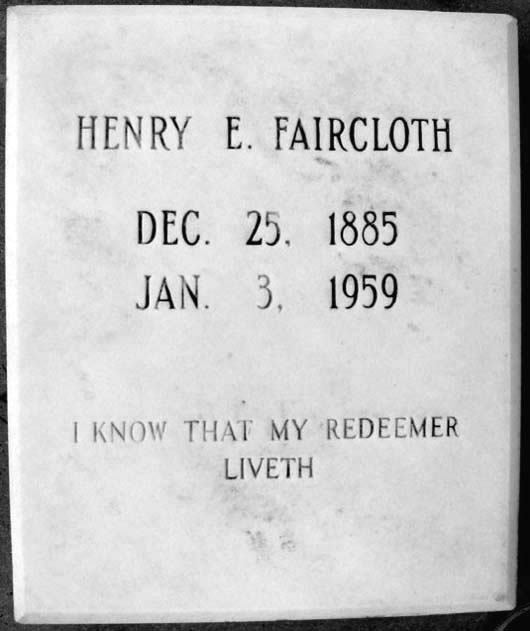 HENRY E. FAIRCLOTH
DEC. 25, 1885
JAN. 3, 1959
I KNOW THAT MY REDEEMER
LIVETH